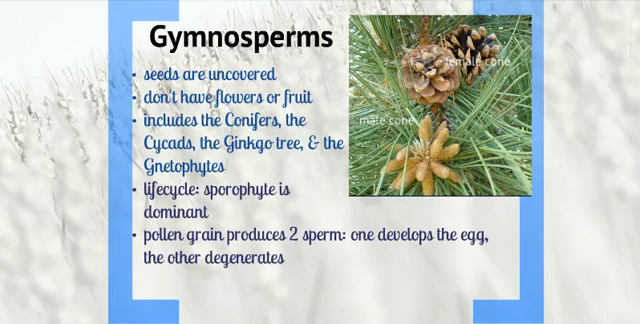 Gymnosperms
• seeds are uncovered
• don't have flowers or fruit
• includes the Conifers, the
Cycads, the Ginkgo tree, & the
Gnetophytes
• lifecycle: sporophyte is
dominant
• pollen grain produces 2 sperm: one develops the egg,
the other degenerates
female cone
male cone